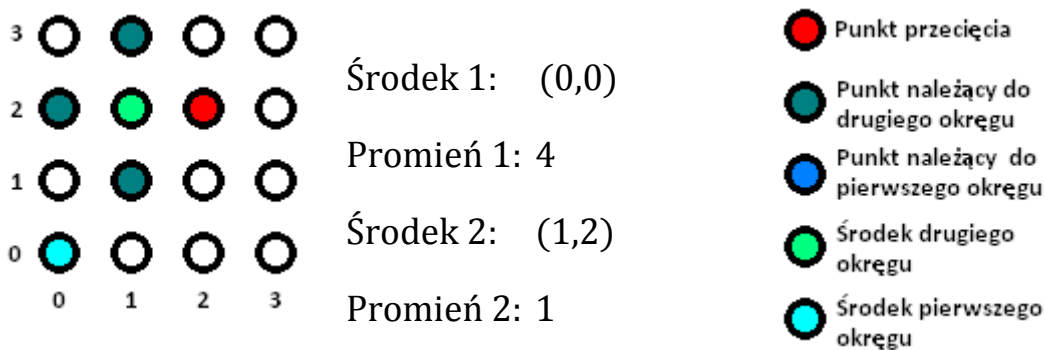 3
2
1
0
0 1 2 3
Środek 1: (0,0)
Promień 1: 4
Środek 2: (1,2)
Promień 2: 1
Punkt przecięcia
Punkt należący do
drugiego okręgu
Punkt należący do
pierwszego okręgu
Środek drugiego
okręgu
Środek pierwszego
okręgu